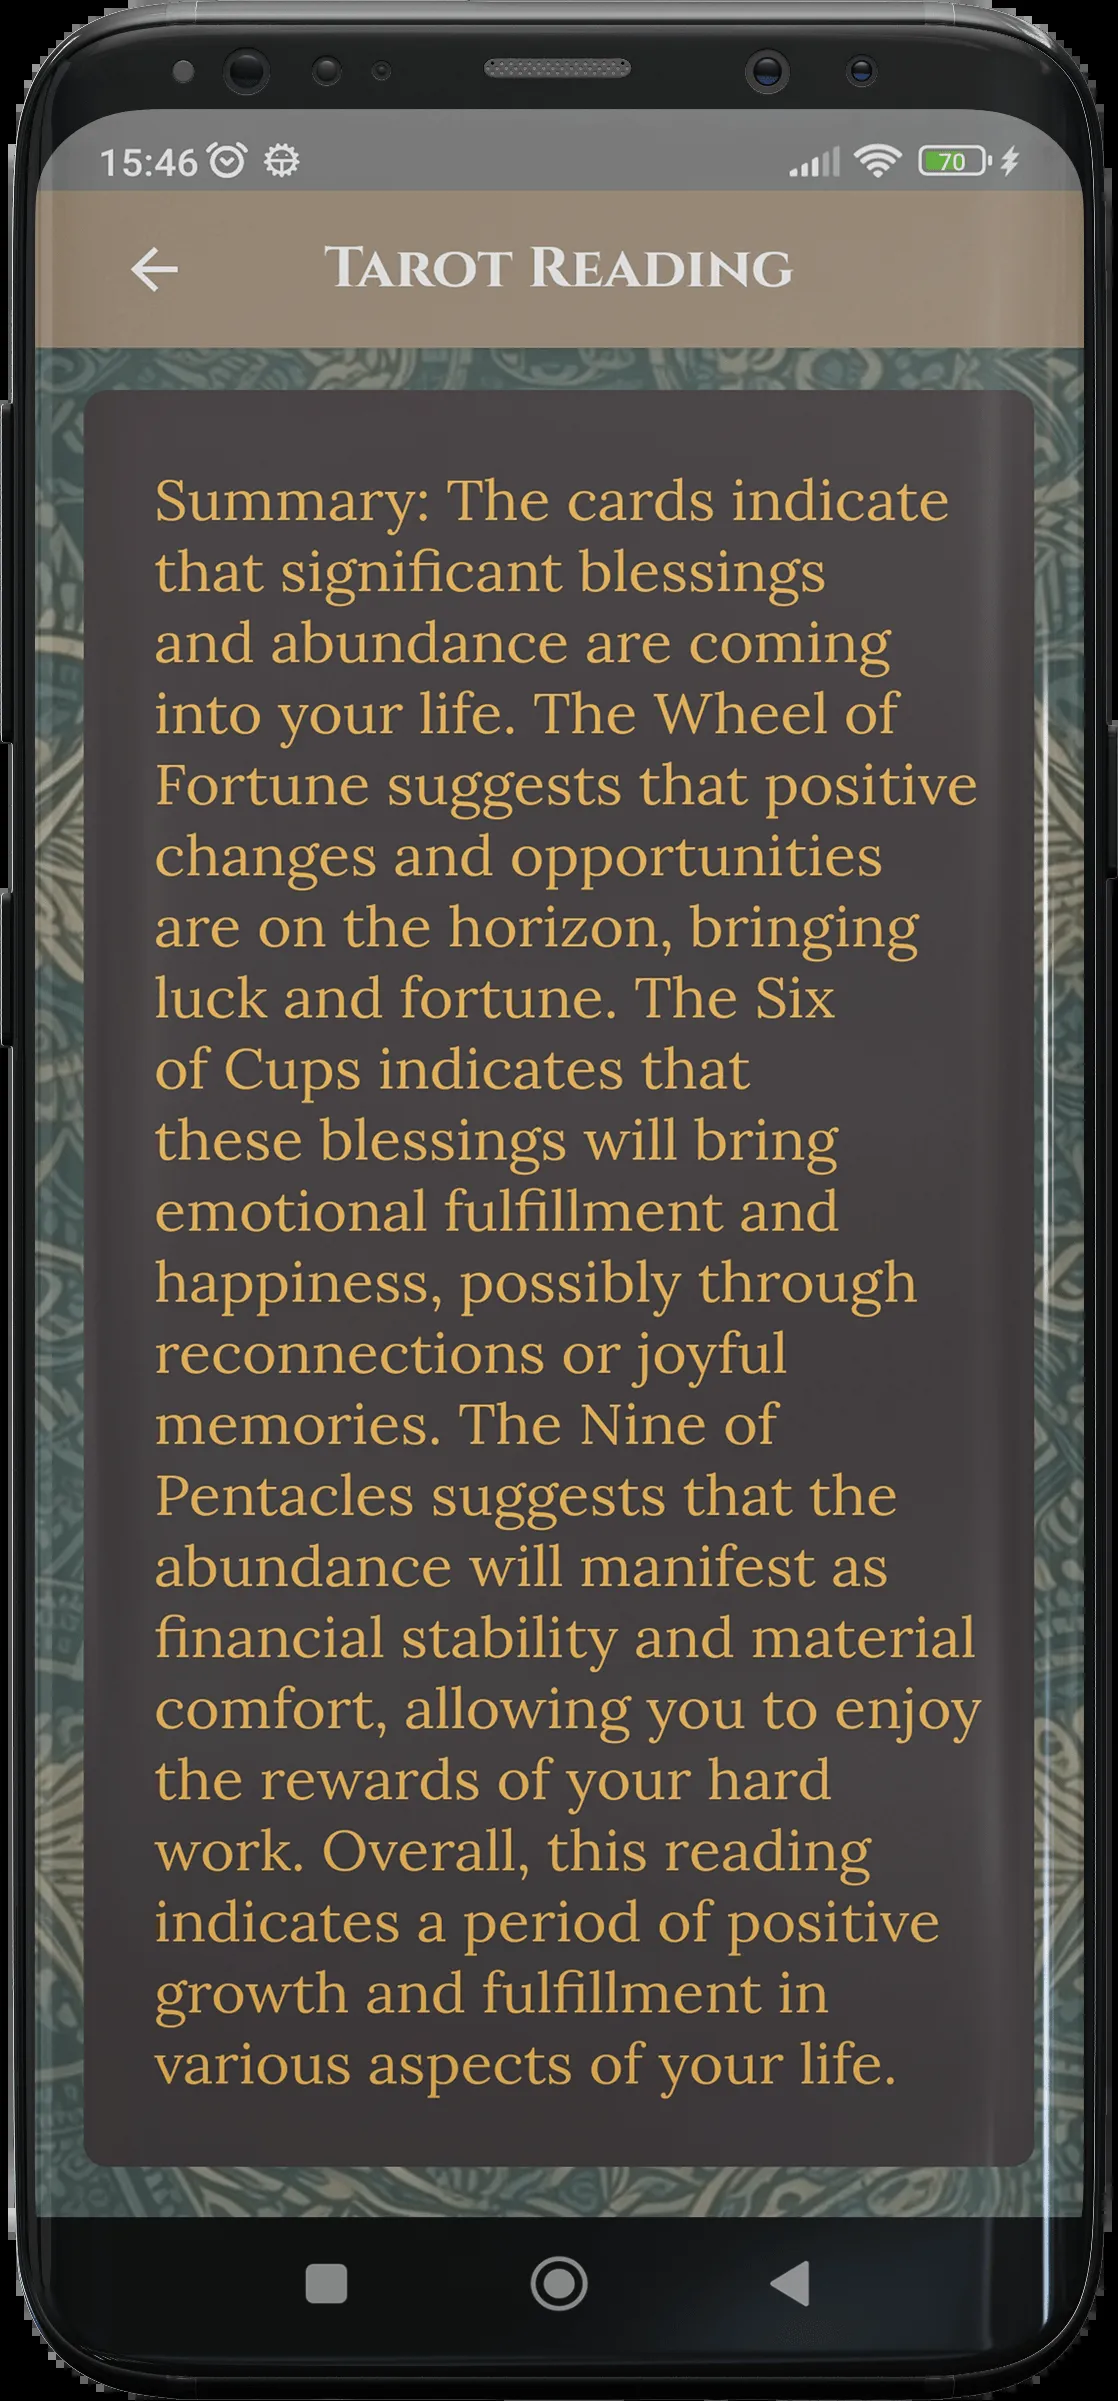 15:46
70
Tarot Reading
Summary: The cards indicate
that significant blessings
and abundance are coming
into your life. The Wheel of
Fortune suggests that positive
changes and opportunities
are on the horizon, bringing
luck and fortune. The Six
of Cups indicates that
these blessings will bring
emotional fulfillment and
happiness, possibly through
reconnections or joyful
memories. The Nine of
Pentacles suggests that the
abundance will manifest as
financial stability and material
comfort, allowing you to enjoy
the rewards of your hard
work. Overall, this reading
indicates a period of positive
growth and fulfillment in
various aspects of your life.